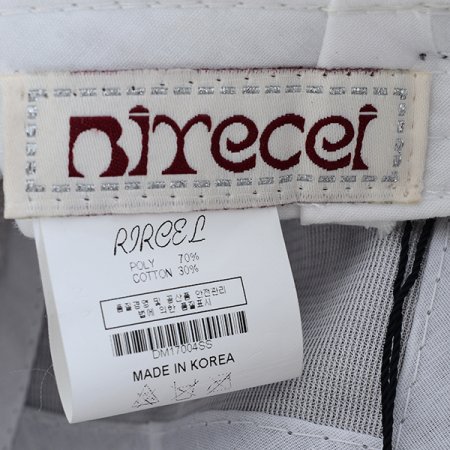 Rirecel
RIRCEL
POLY 70%
COTTON 30%
품질경영 및 공산품 안전관리
법에 의한 품질표시
DM17004SS
MADE IN KOREA